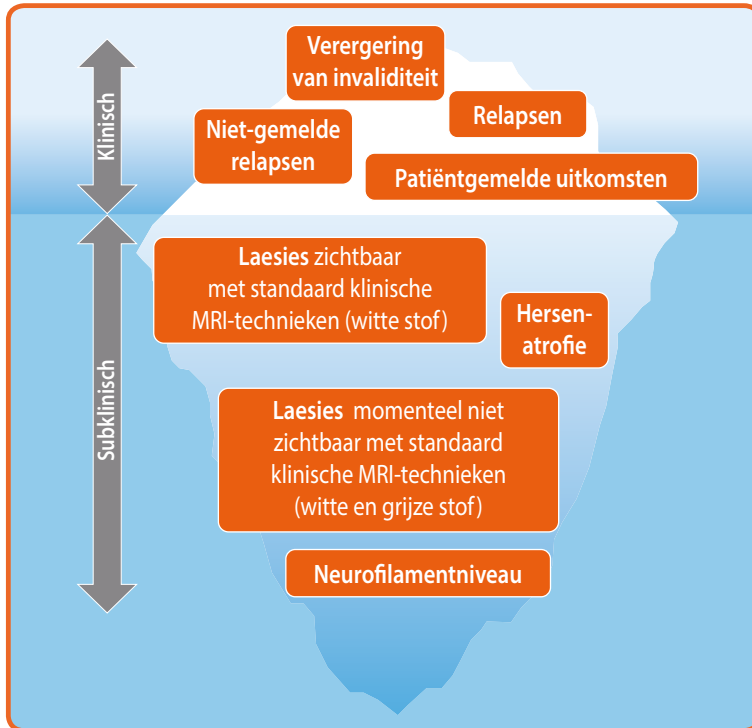 Verergering
van invaliditeit
Relapsen
Niet-gemelde
relapsen
Patiëntgemelde uitkomsten
Klinisch
Laesies zichtbaar
met standaard klinische
MRI-technieken (witte stof)
Hersen-
atrofie
Laesies momenteel niet
zichtbaar met standaard
klinische MRI-technieken
(witte en grijze stof)
Neurofilamentniveau
Subklinisch